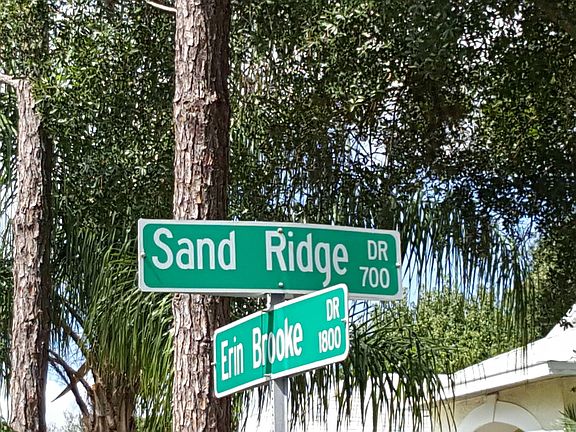 Sand Ridge DR
700
Erin Brooke DR
1800